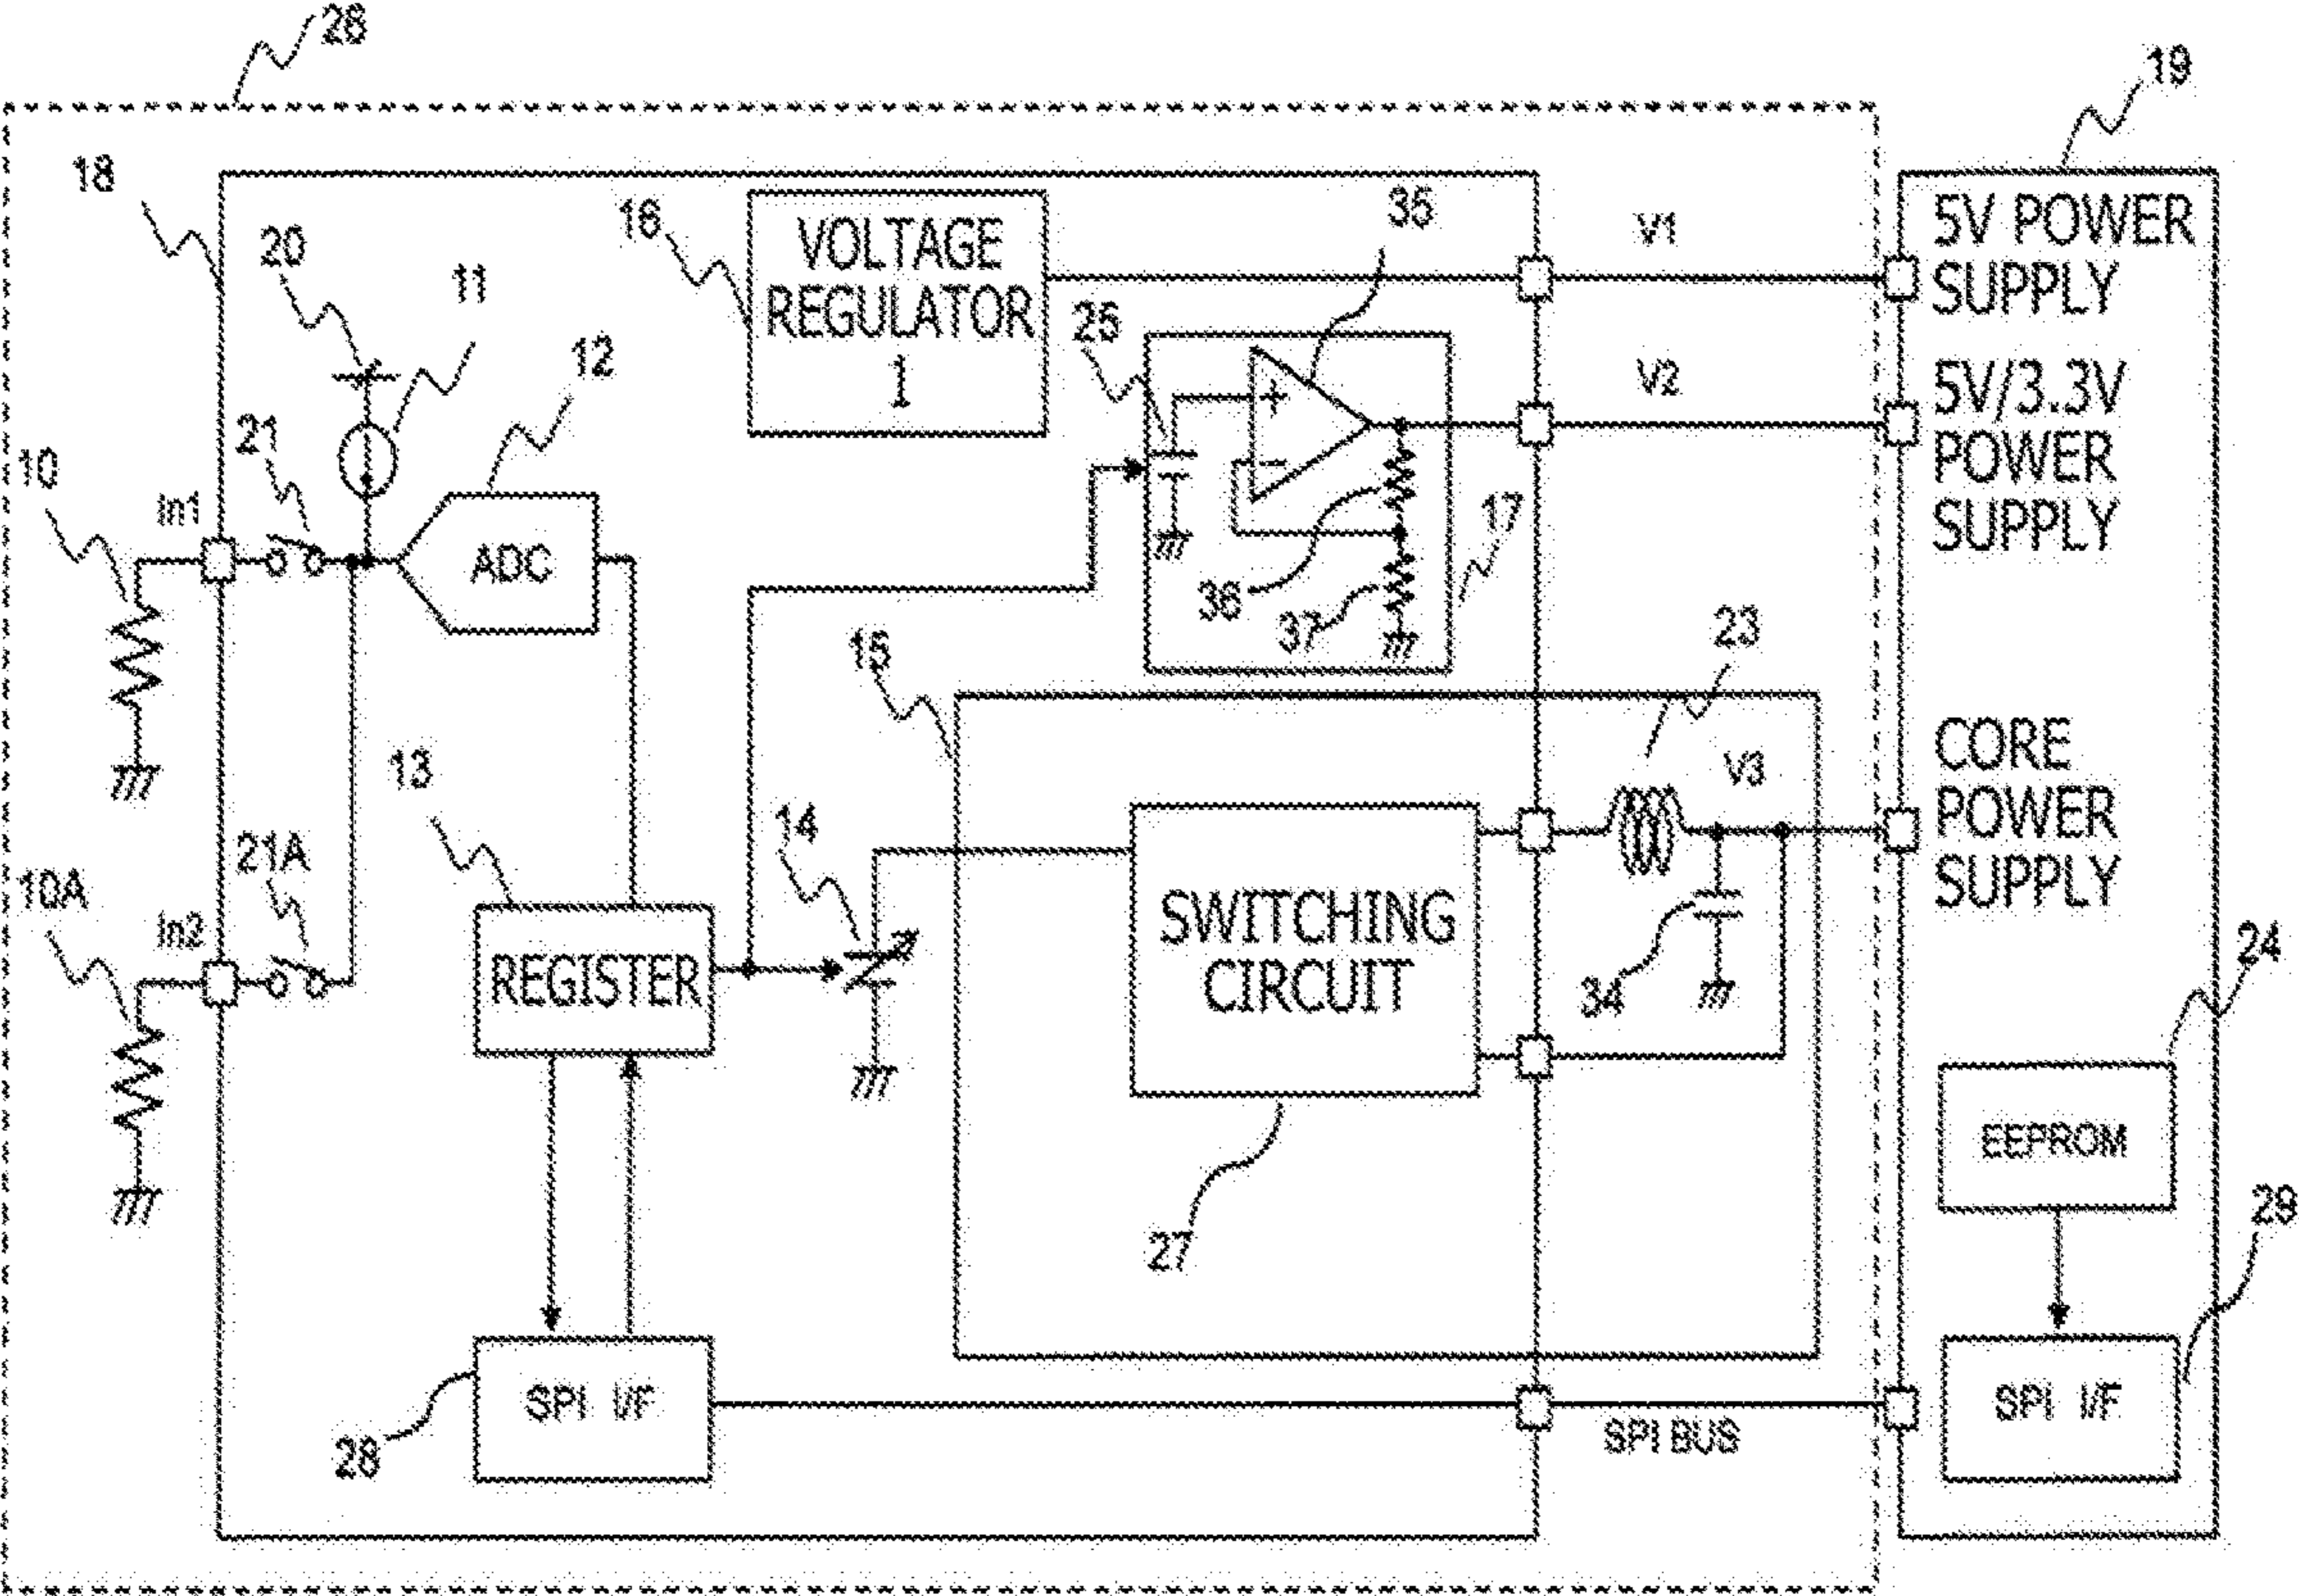 26
19
18
16
VOLTAGE
REGULATOR
1
35
V1
5V POWER
SUPPLY
20
11
25
12
V2
5V/3.3V
POWER
SUPPLY
21
10
In1
ADC
17
36
37
15
23
13
14
V3
CORE
POWER
SUPPLY
21A
10A
In2
REGISTER
SWITCHING
CIRCUIT
34
24
EEPROM
27
29
SPI I/F
28
SPI BUS
SPI I/F